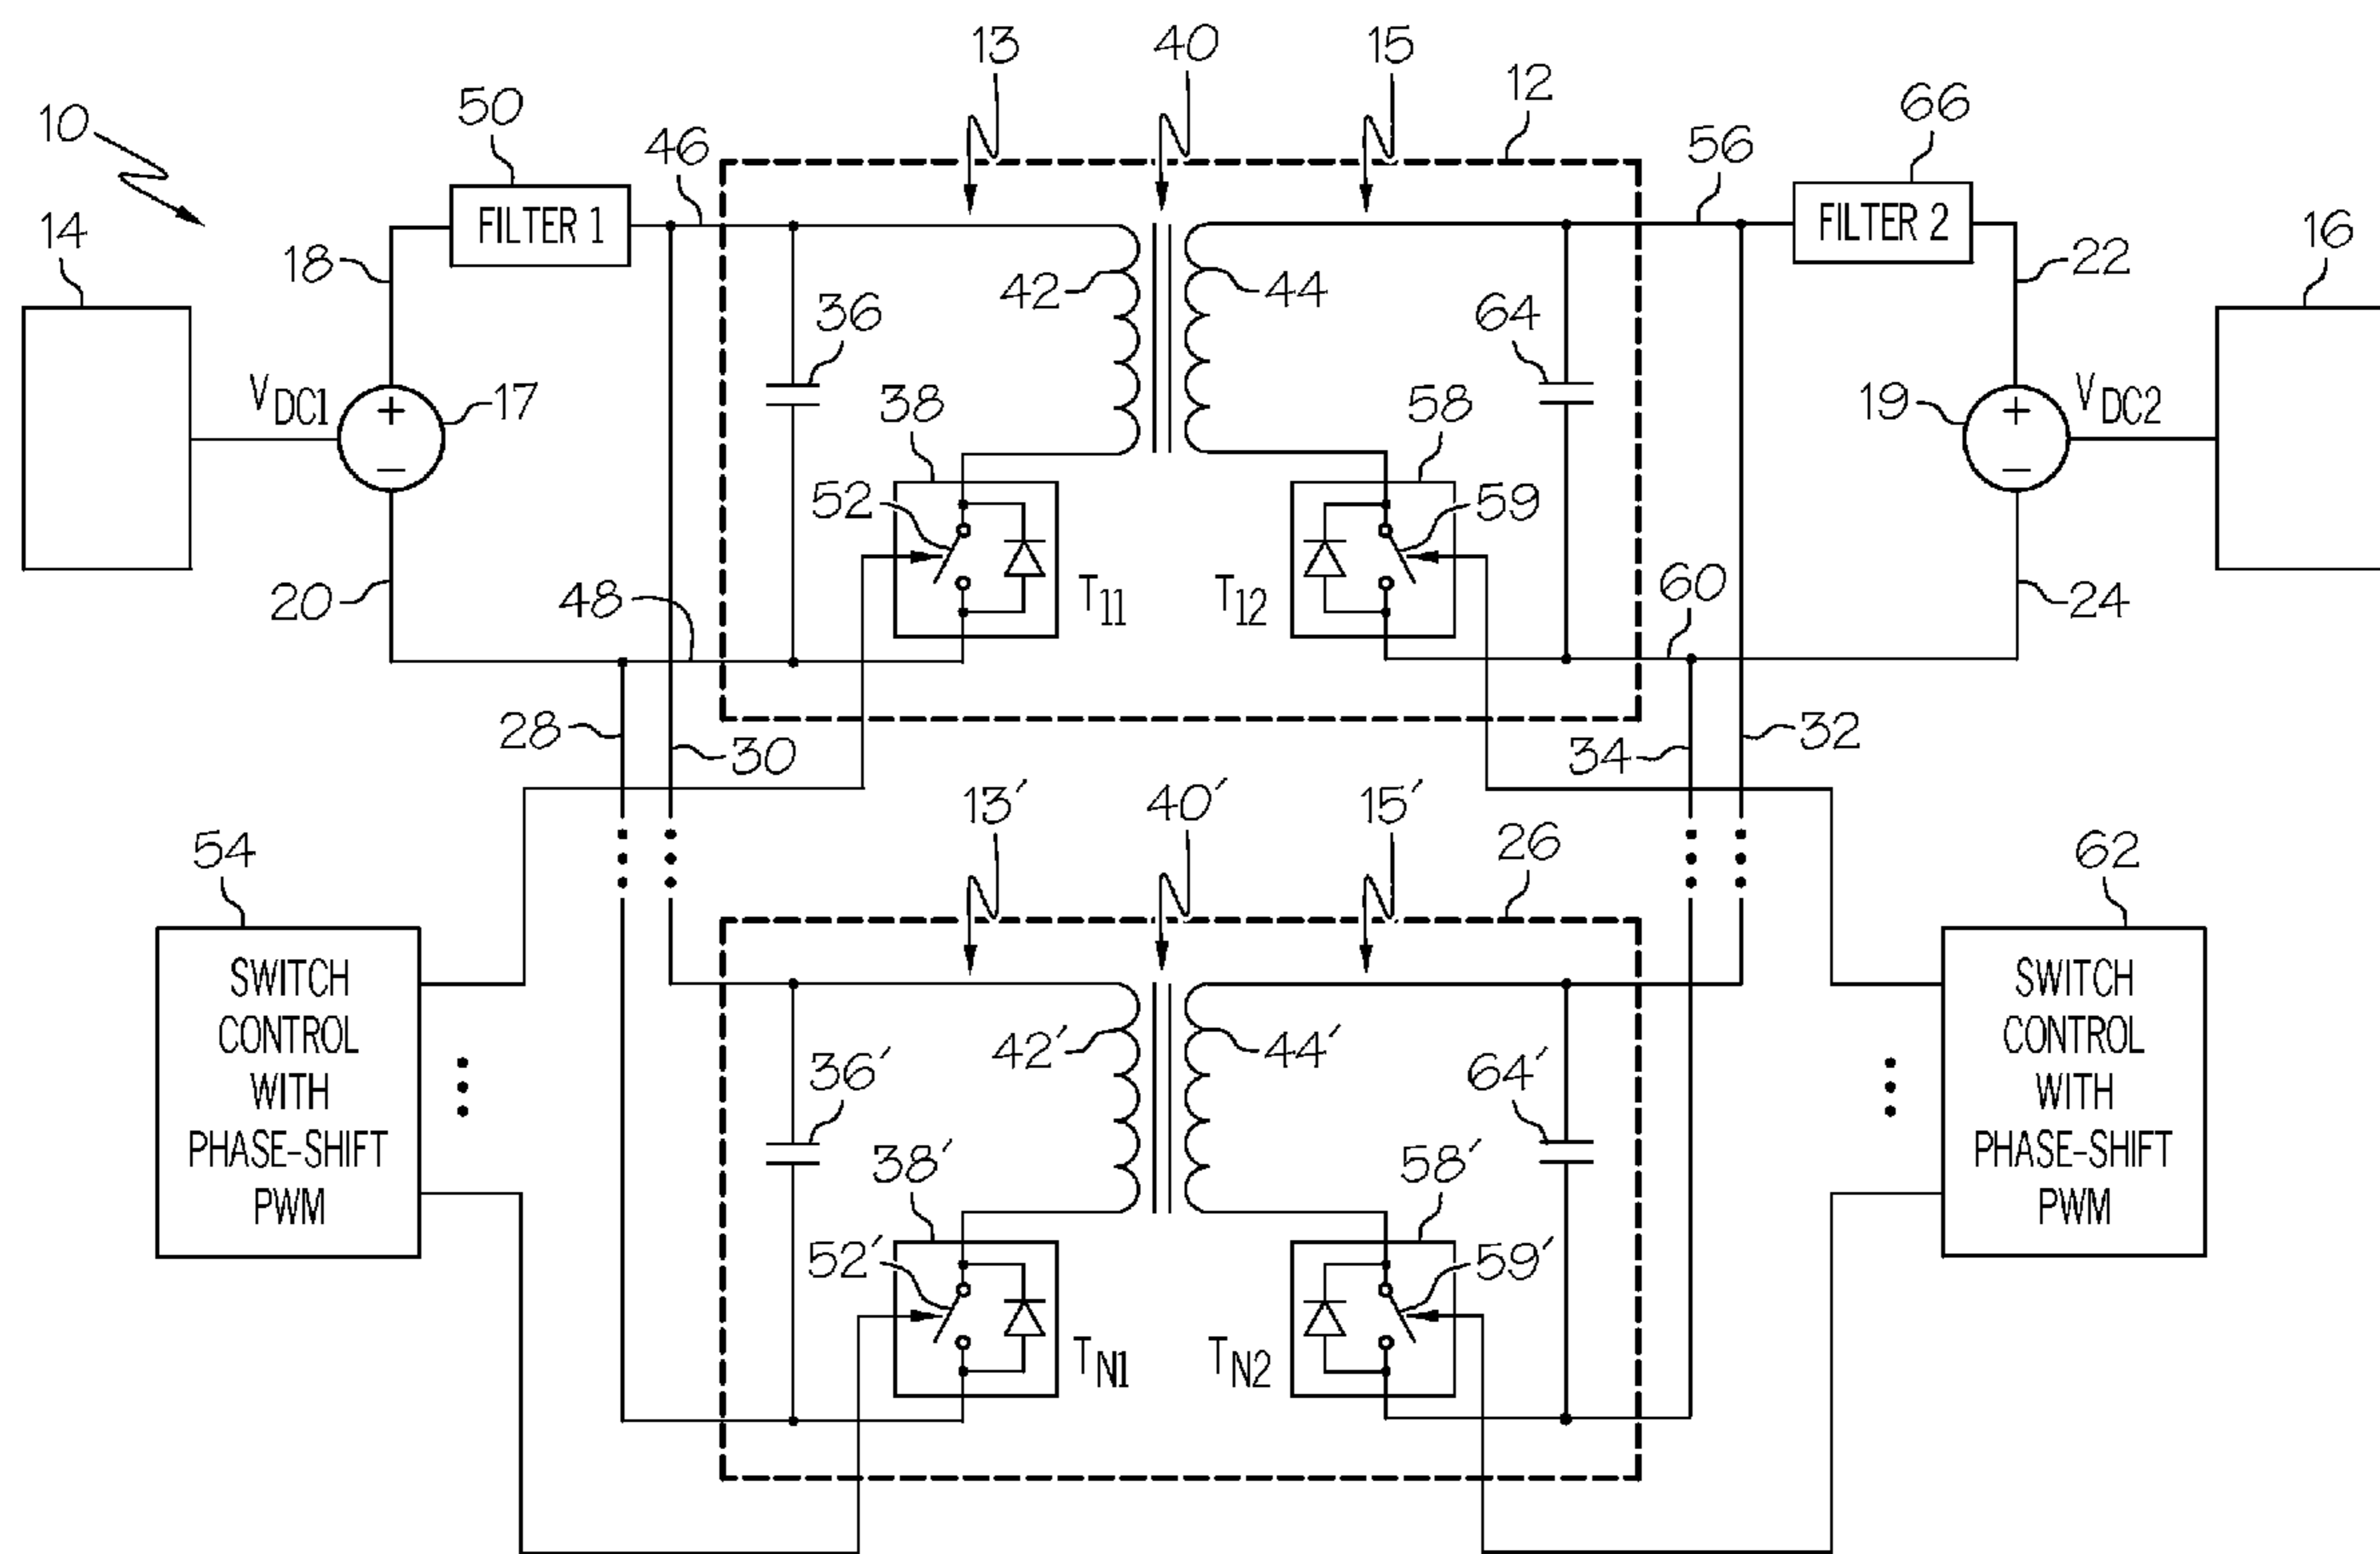 13
40
15
12
10
50
46
56
66
14
FILTER 1
FILTER 2
16
18
42
44
22
36
64
VDC1
17
38
58
19
VDC2
52
59
20
48
T11
T12
60
24
28
30
34
32
13'
40'
15'
26
54
62
SWITCH
CONTROL
WITH
PHASE-SHIFT
PWM
42'
44'
36'
64'
SWITCH
CONTROL
WITH
PHASE-SHIFT
PWM
38'
58'
52'
59'
TN1
TN2